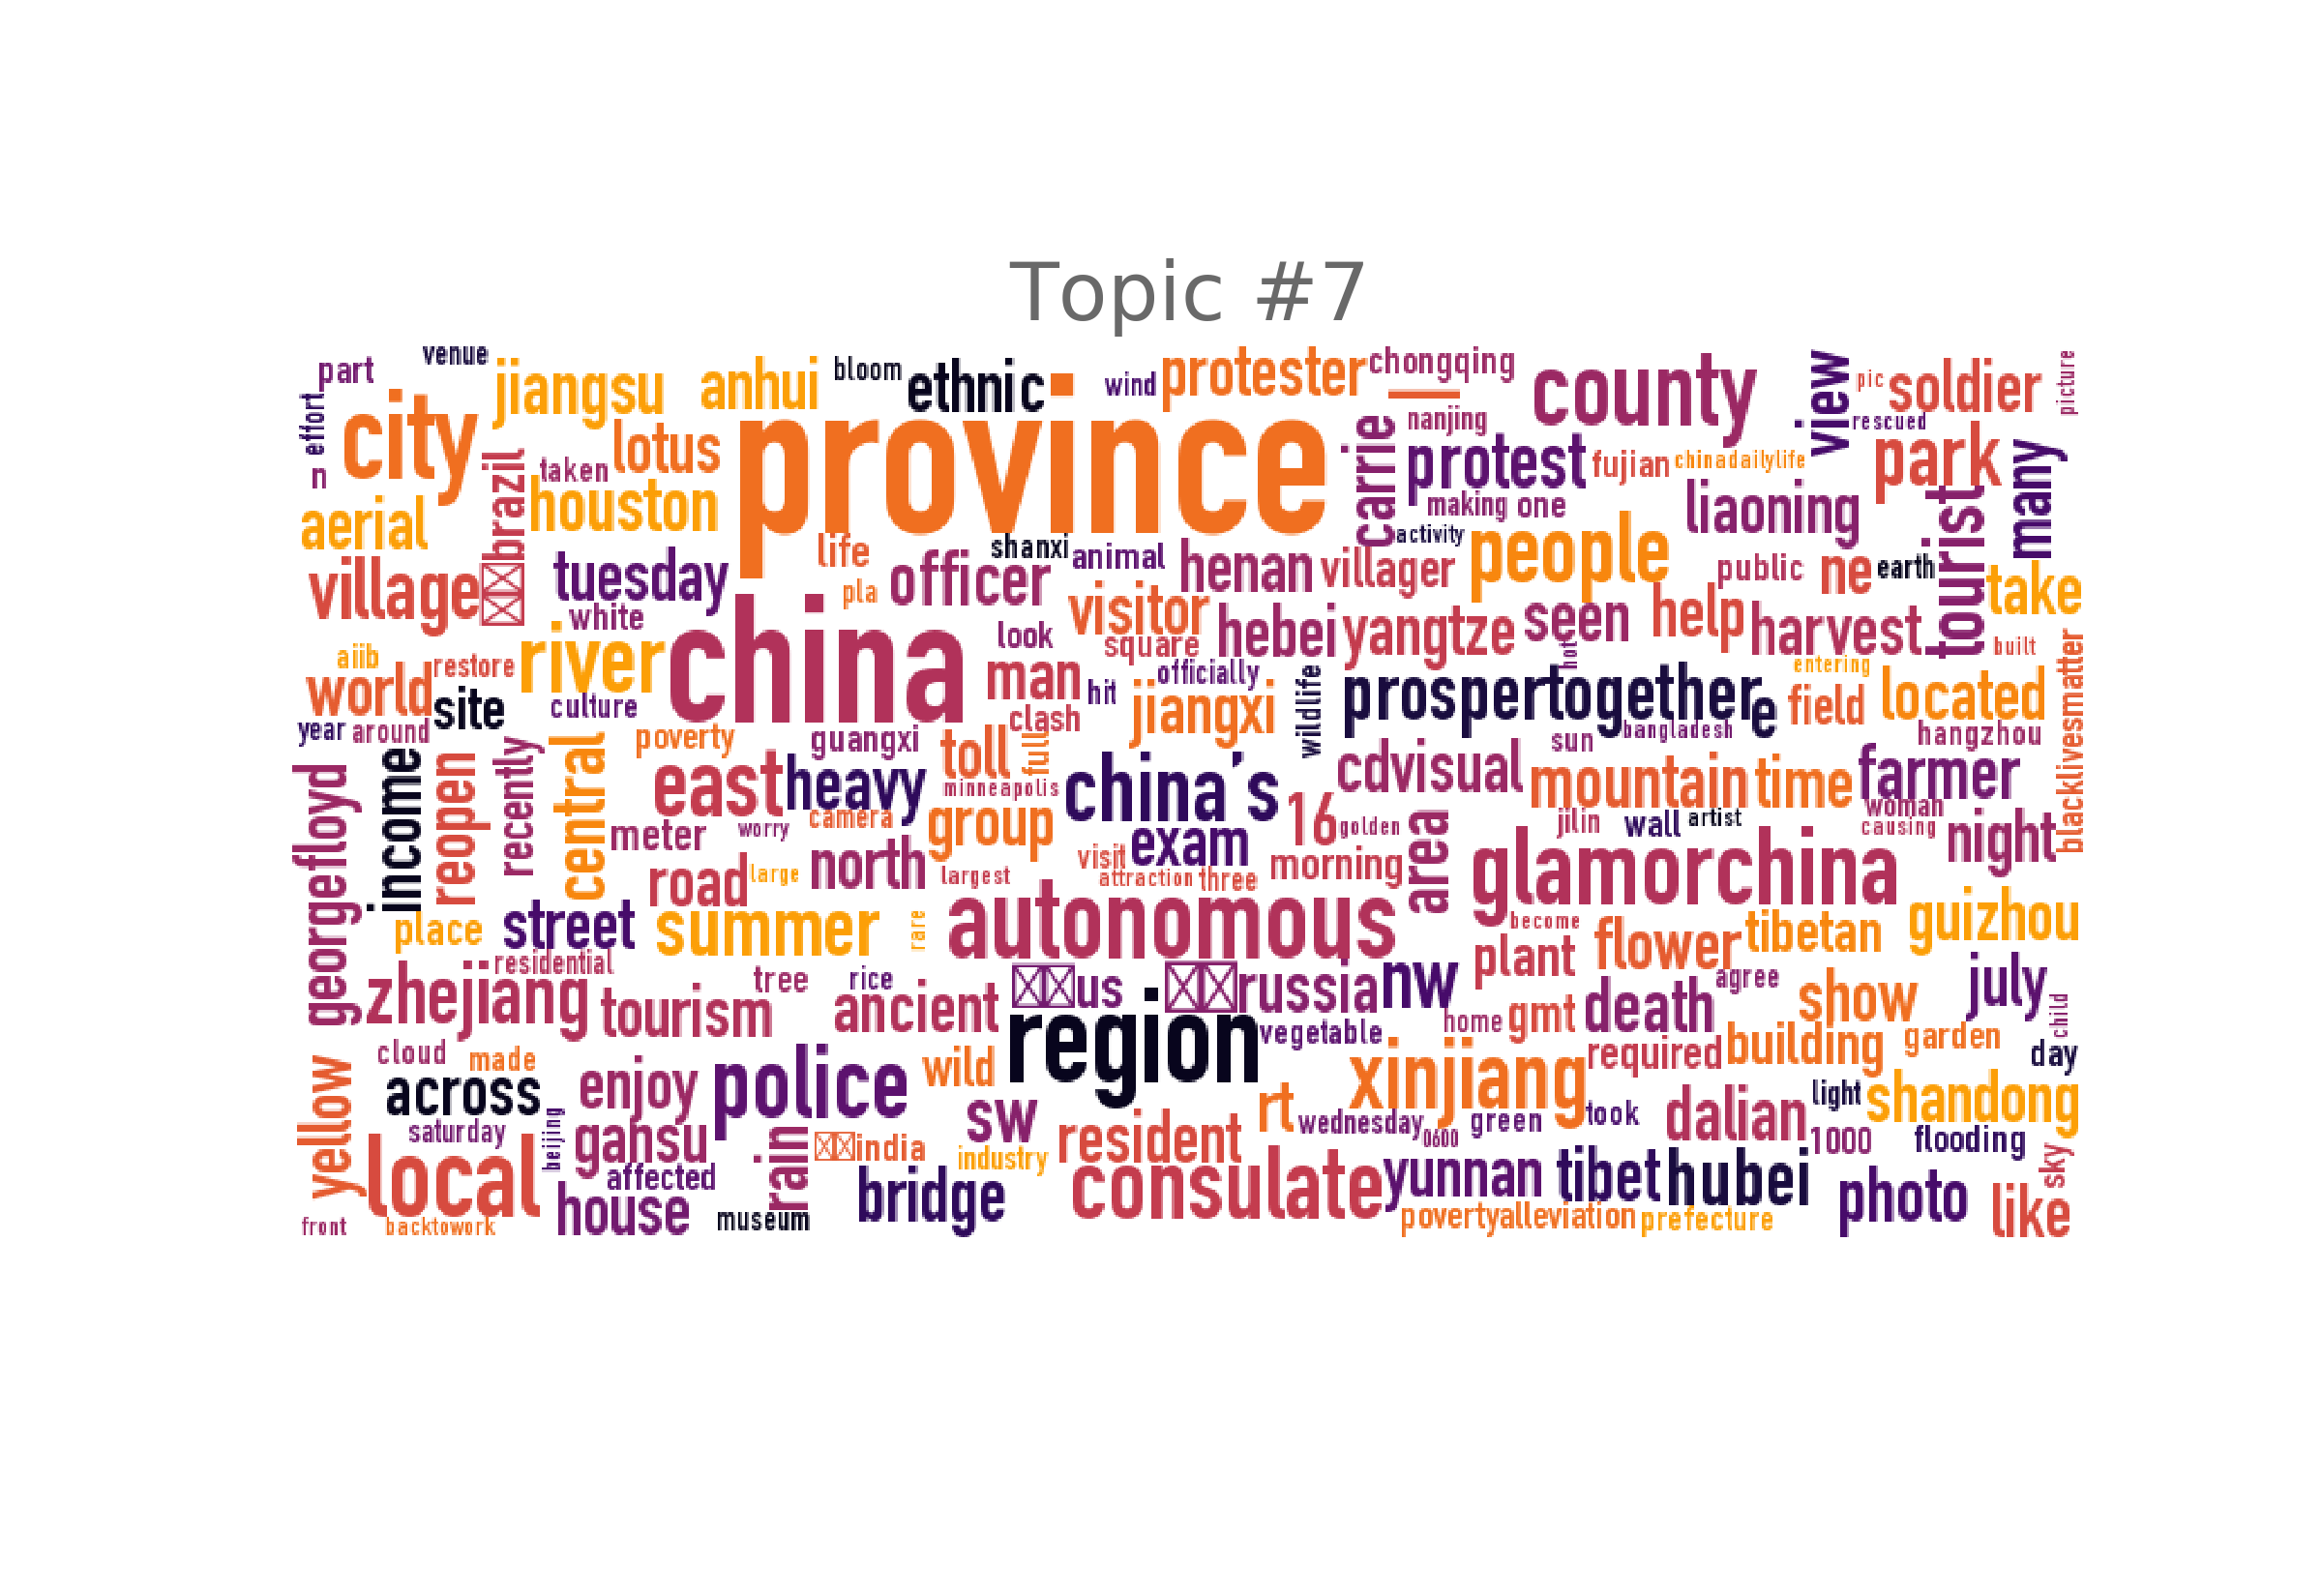 Topic #7
part venue jiangsu anhui bloom ethnic wind protester chongqing county view pic soldier picture
effort city lotus province carrie nanjing rescued park many
n brazil taken protest fujian chinadailylife
aerial houston making one liaoning tourist
village tuesday life shanxi animal henan villager activity people public ne earth take
white pla officer visitor hebei yangtze seen help harvest
aiib restore river china look square hot entering built blacklivesmatter
world site culture man hit officially jiangxi wildlife prospertogether e field located
year around poverty guangxi toll clash full sun bangladesh hangzhou
georgefloyd income reopen recently central east heavy minneapolis china’s cdvisual mountain time farmer
meter worry camera group 16 golden area jilin wall artist woman causing night
road large north largest visit exam attraction three morning glamorchina
place street summer rare autonomous become plant flower tibetan guizhou
residential tree rice us russia nw agree july
zhejiang tourism ancient region vegetable home gmt death show child
cloud made wild xinjiang required building garden day
yellow across enjoy police sw rt wednesday 0600 green took dalian light shandong
saturday beijing gansu rain india industry resident 1000 flooding sky
local affected house museum bridge consulate yunnan tibet hubei photo like
front backtowork povertyalleviation prefecture